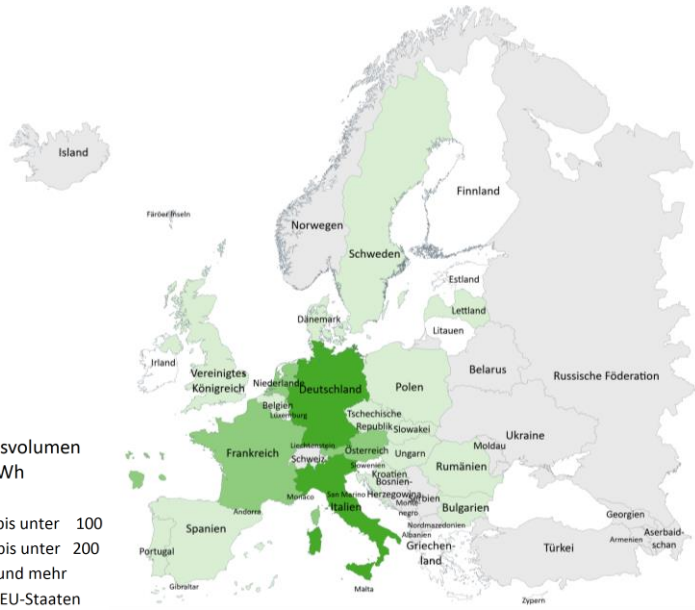 Island
Finnland
Färöer Inseln
Norwegen
Schweden
Estland
Lettland
Dänemark
Litauen
Irland
Vereinigtes
Königreich
Belarus
Russische Föderation
Niederlande
Deutschland
Polen
Belgien
Luxemburg
Tschechische
Republik
Slowakei
Ukraine
svolumen
Wh
Frankreich
Liechtenstein
Schweiz
Österreich
Ungarn
Moldau
Slowenien
Rumänien
Kroatien
Bosnien-
Herzegowina
Serbien
Monaco
San Marino
Italien
Monte-
negro
Bulgarien
Andorra
bis unter 100
Spanien
Nordmazedonien
Georgien
bis unter 200
Portugal
Albanien
Griechen-
land
Türkei
Armenien
Aserbaid-
schan
und mehr
EU-Staaten
Gibraltar
Malta
Zypern